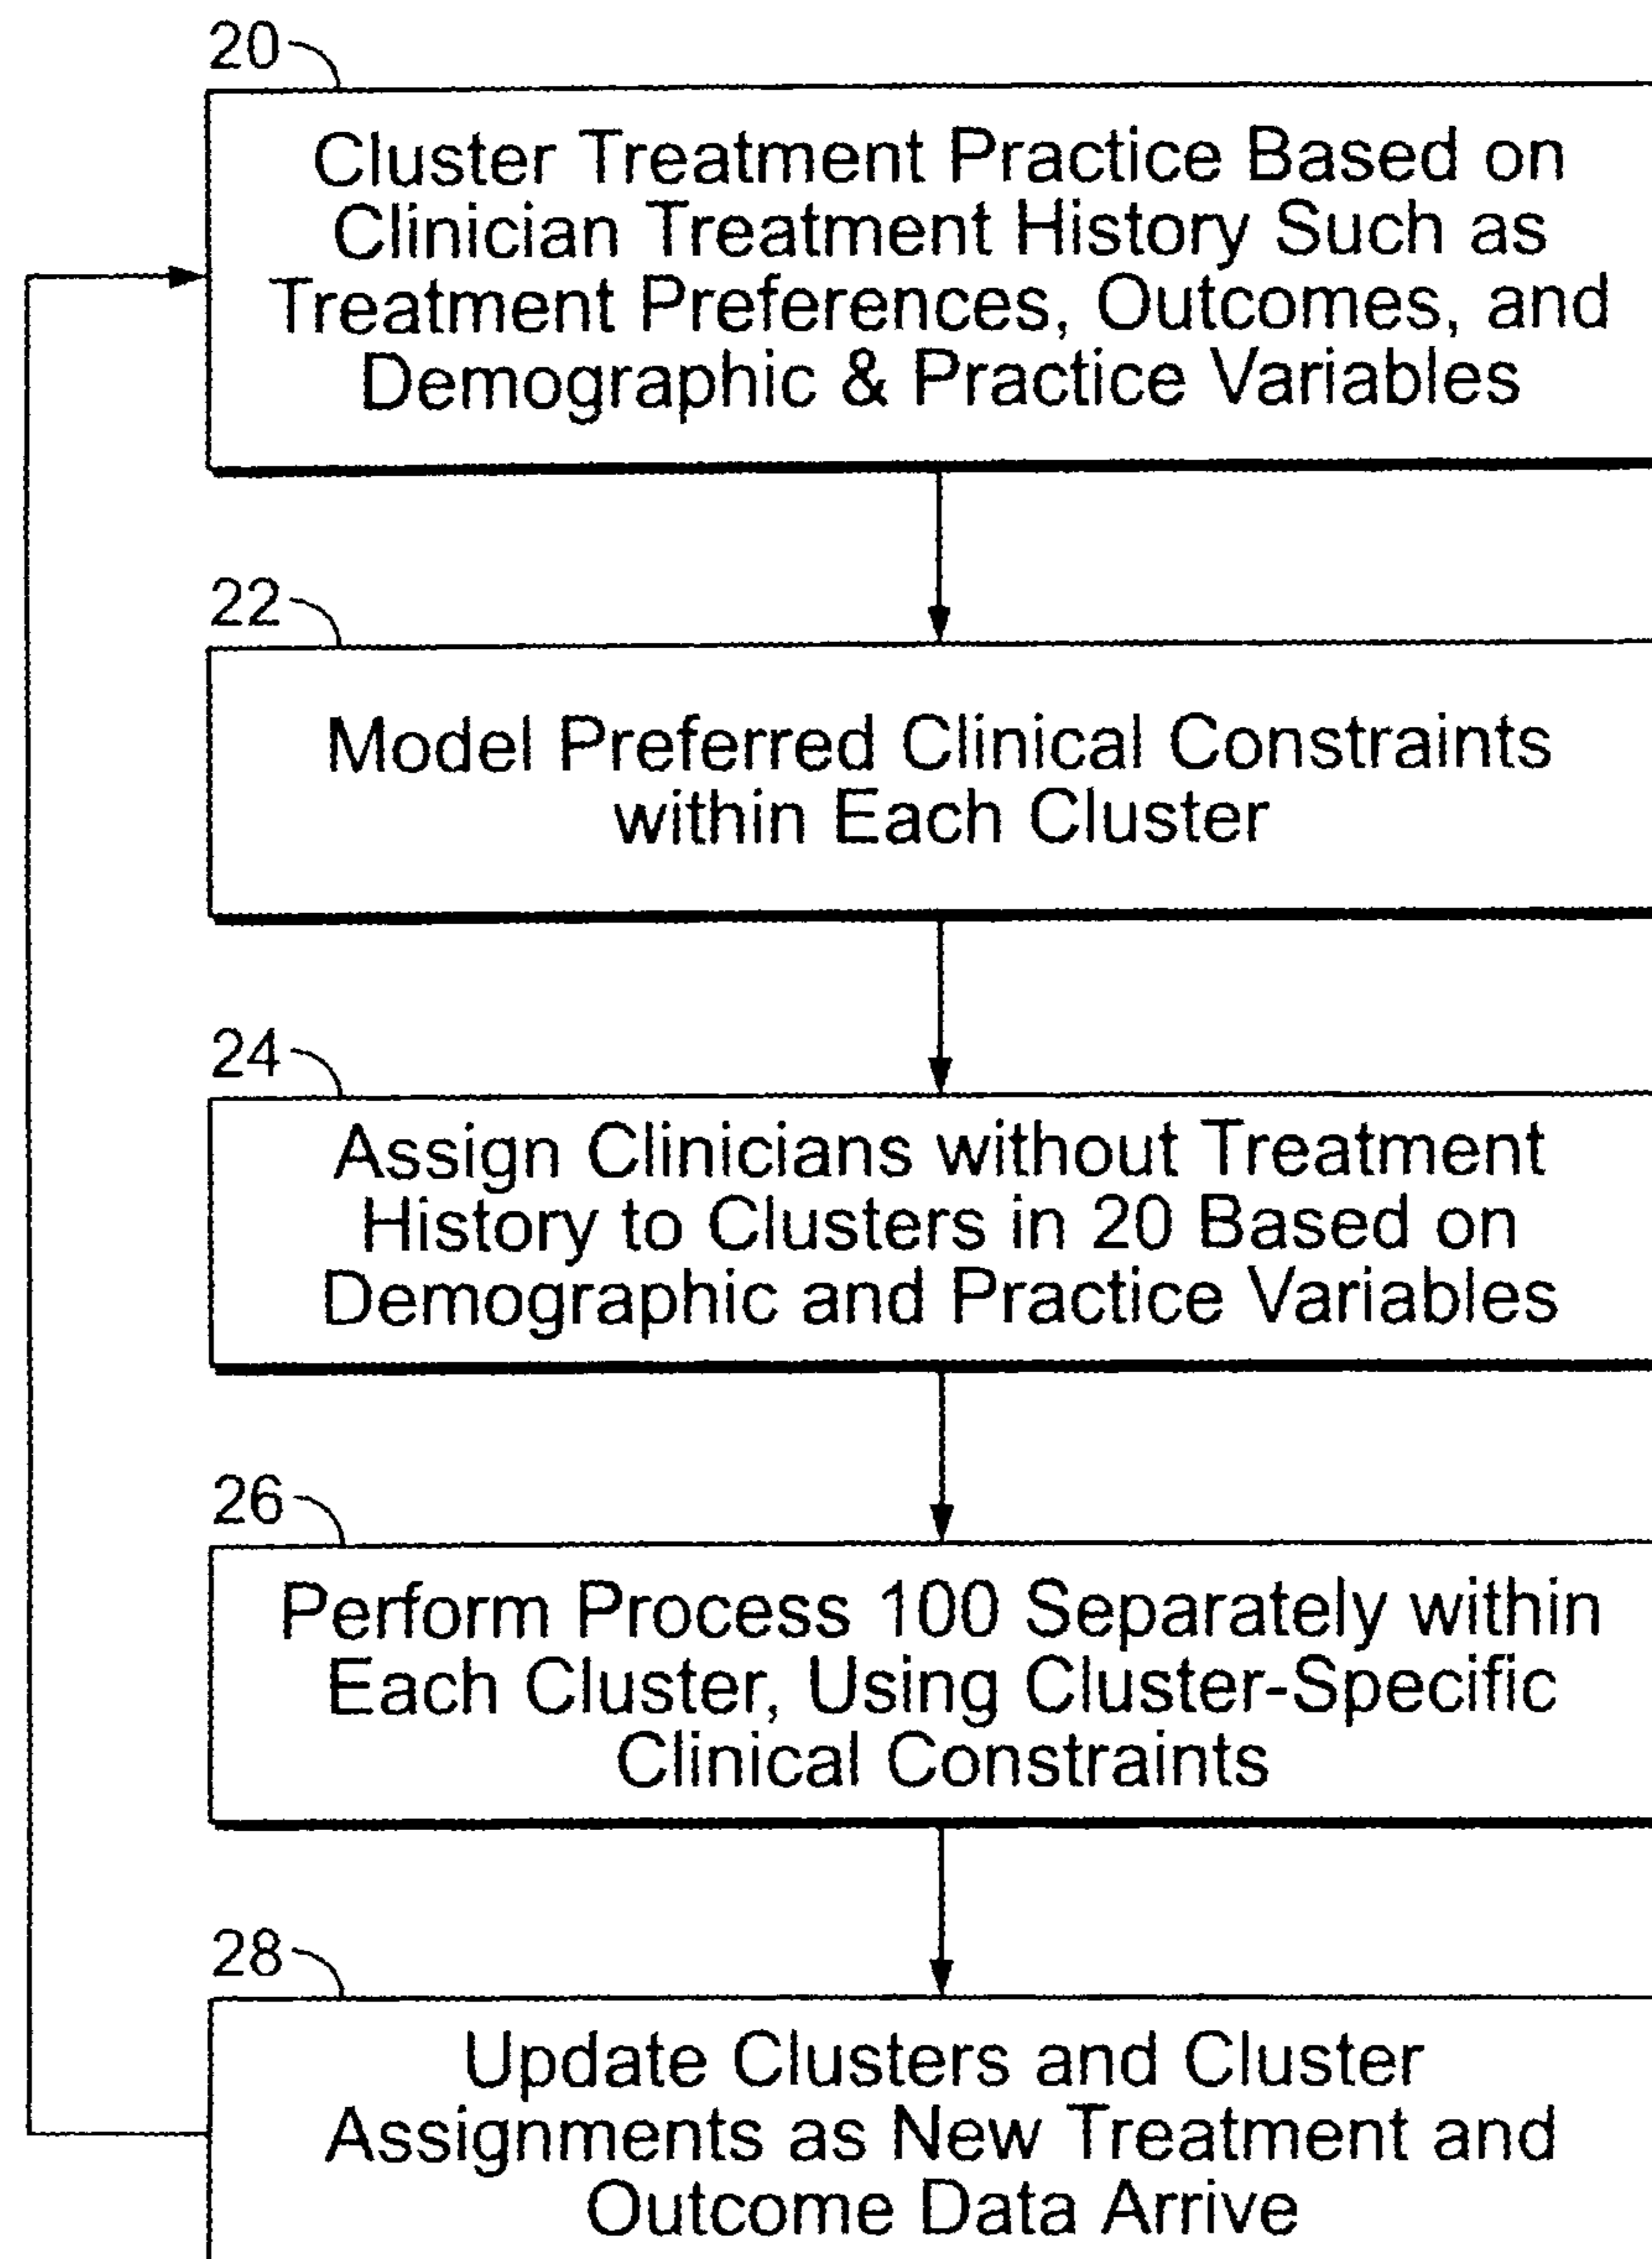 20
Cluster Treatment Practice Based on
Clinician Treatment History Such as
Treatment Preferences, Outcomes, and
Demographic & Practice Variables
22
Model Preferred Clinical Constraints
within Each Cluster
24
Assign Clinicians without Treatment
History to Clusters in 20 Based on
Demographic and Practice Variables
26
Perform Process 100 Separately within
Each Cluster, Using Cluster-Specific
Clinical Constraints
28
Update Clusters and Cluster
Assignments as New Treatment and
Outcome Data Arrive